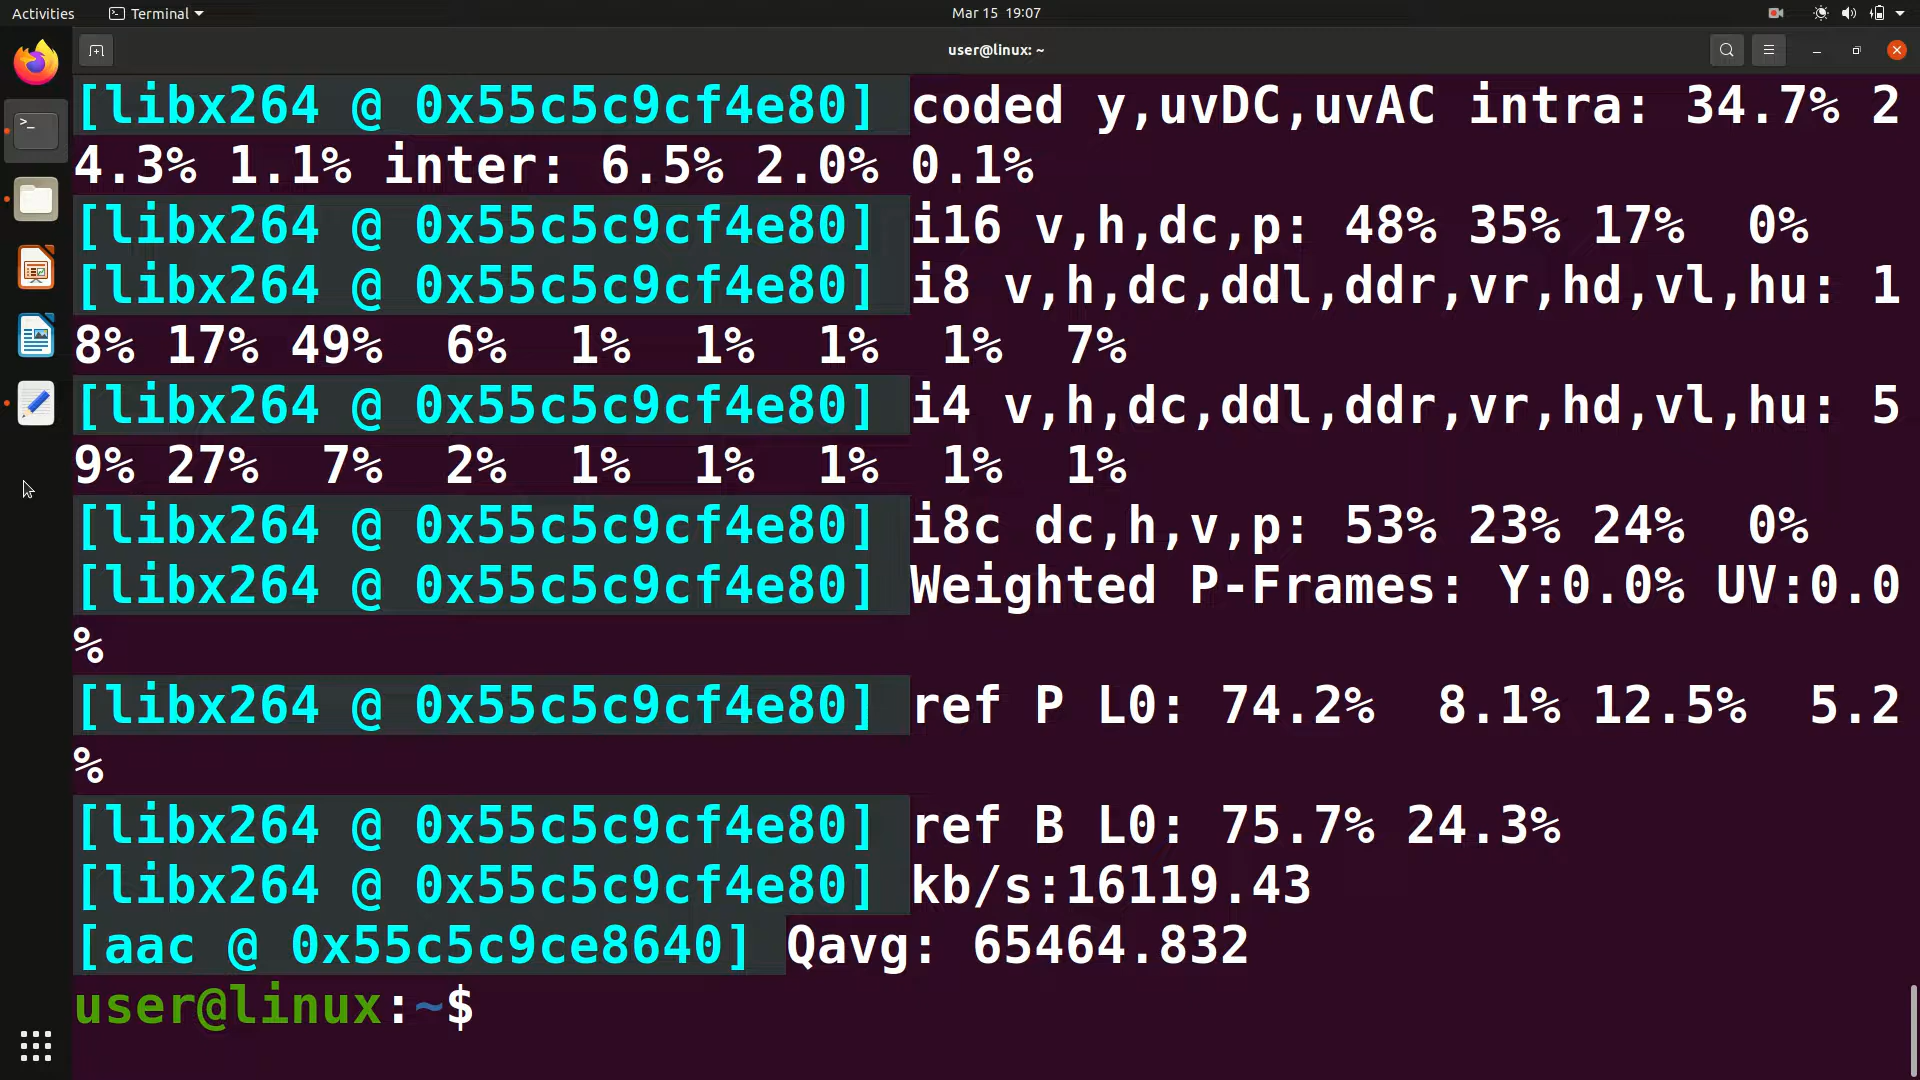 Activities
Terminal
Mar 15 19:07
user@linux: ~
[libx264 @ 0x55c5c9cf4e80] coded y,uvDC,uvAC intra: 34.7% 2
4.3% 1.1% inter: 6.5% 2.0% 0.1%
[libx264 @ 0x55c5c9cf4e80] i16 v,h,dc,p: 48% 35% 17%  0%
[libx264 @ 0x55c5c9cf4e80] i8 v,h,dc,ddl,ddr,vr,hd,vl,hu: 1
8% 17% 49%  6%  1%  1%  1%  1%  7%
[libx264 @ 0x55c5c9cf4e80] i4 v,h,dc,ddl,ddr,vr,hd,vl,hu: 5
9% 27%  7%  2%  1%  1%  1%  1%  1%
[libx264 @ 0x55c5c9cf4e80] i8c dc,h,v,p: 53% 23% 24%  0%
[libx264 @ 0x55c5c9cf4e80] Weighted P-Frames: Y:0.0% UV:0.0
%
[libx264 @ 0x55c5c9cf4e80] ref P L0: 74.2%  8.1% 12.5%  5.2
%
[libx264 @ 0x55c5c9cf4e80] ref B L0: 75.7% 24.3%
[libx264 @ 0x55c5c9cf4e80] kb/s:16119.43
[aac @ 0x55c5c9ce8640] Qavg: 65464.832
user@linux:~$